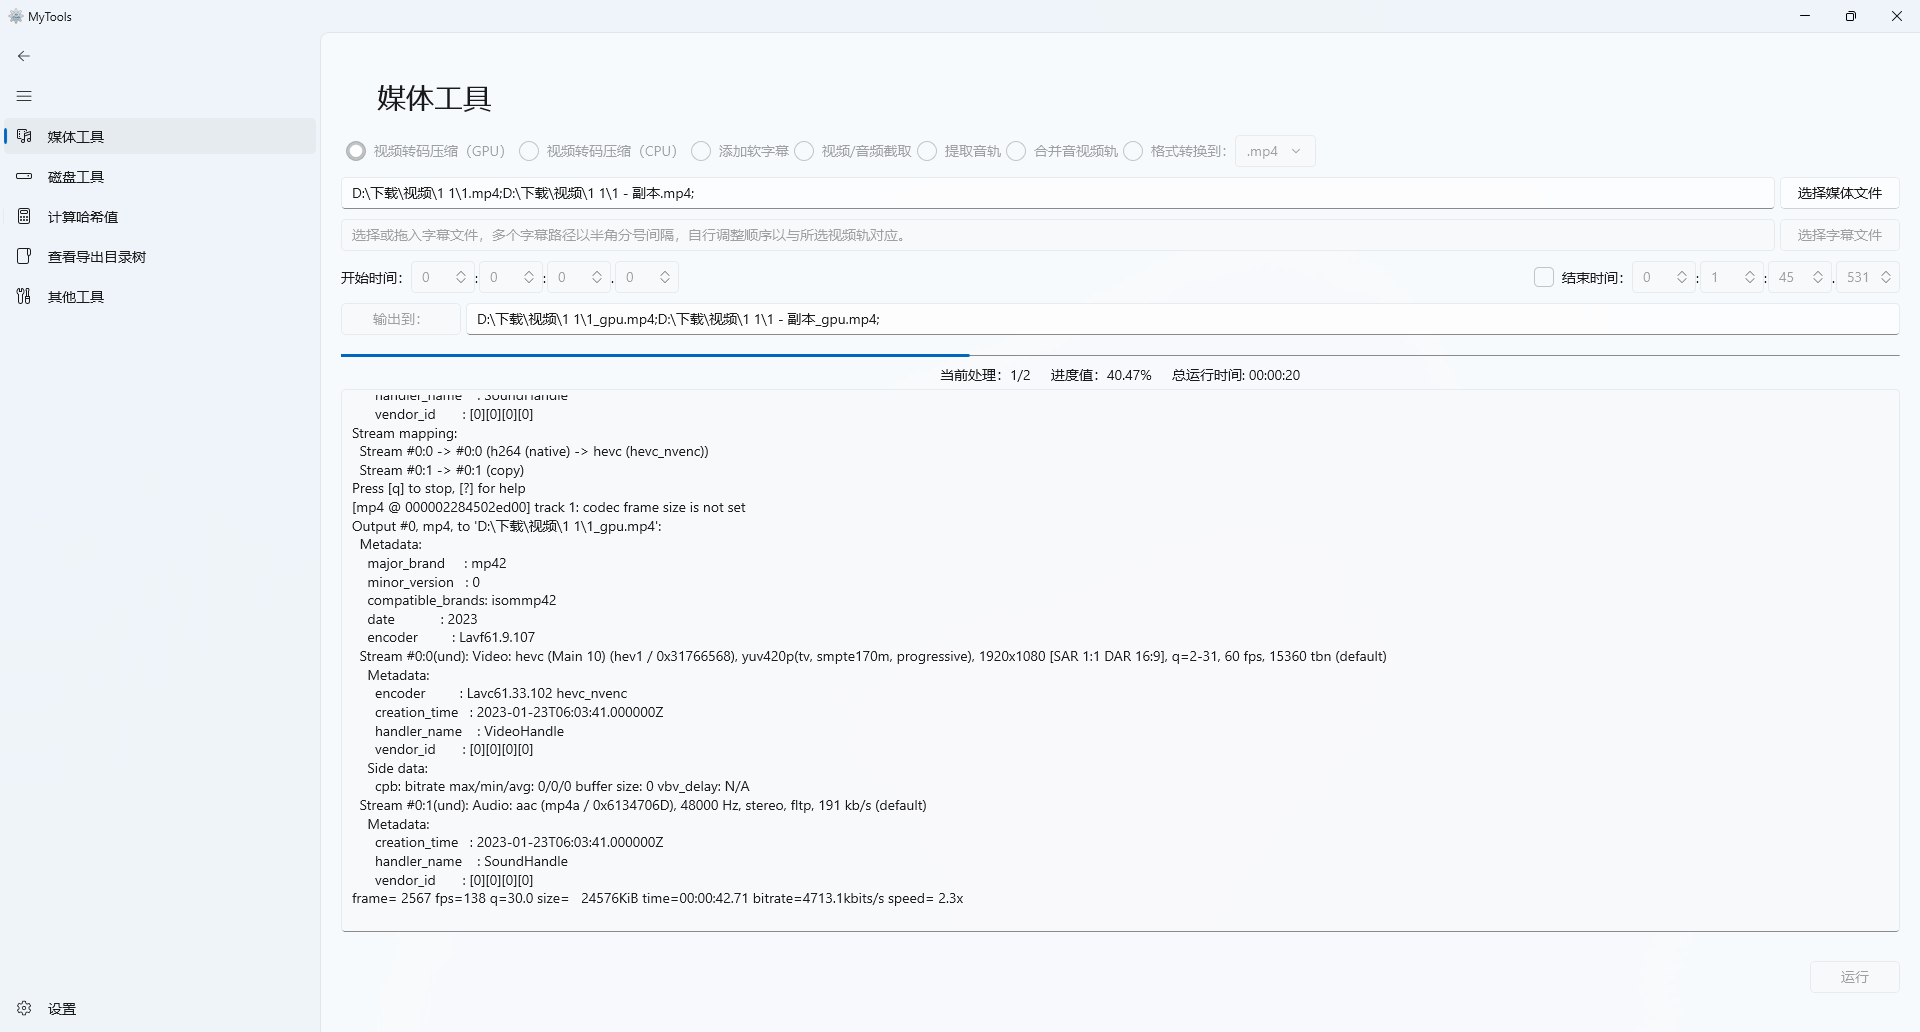 MyTools
媒体工具
磁盘工具
计算哈希值
查看导出目录树
其他工具
设置
媒体工具
视频转码压缩（GPU） 视频转码压缩（CPU） 添加软字幕 视频/音频截取 提取音轨 合并音视频轨 格式转换到： .mp4
D:\下载\视频\1 1\1.mp4;D:\下载\视频\1 1\1 - 副本.mp4; 选择媒体文件
选择或拖入字幕文件，多个字幕路径以半角分号间隔，自行调整顺序以与所选视频轨对应。 选择字幕文件
开始时间： 0 : 0 : 0 . 0 结束时间： 0 : 1 : 45 . 531
输出到： D:\下载\视频\1 1\1_gpu.mp4;D:\下载\视频\1 1\1 - 副本_gpu.mp4;
当前处理：1/2 进度值：40.47% 总运行时间: 00:00:20
handler_name : SoundHandle
vendor_id : [0][0][0][0]
Stream mapping:
Stream #0:0 -> #0:0 (h264 (native) -> hevc (hevc_nvenc))
Stream #0:1 -> #0:1 (copy)
Press [q] to stop, [?] for help
[mp4 @ 000002284502ed00] track 1: codec frame size is not set
Output #0, mp4, to 'D:\下载\视频\1 1\1_gpu.mp4':
Metadata:
major_brand : mp42
minor_version : 0
compatible_brands: isommp42
date : 2023
encoder : Lavf61.9.107
Stream #0:0(und): Video: hevc (Main 10) (hev1 / 0x31766568), yuv420p(tv, smpte170m, progressive), 1920x1080 [SAR 1:1 DAR 16:9], q=2-31, 60 fps, 15360 tbn (default)
Metadata:
encoder : Lavc61.33.102 hevc_nvenc
creation_time : 2023-01-23T06:03:41.000000Z
handler_name : VideoHandle
vendor_id : [0][0][0][0]
Side data:
cpb: bitrate max/min/avg: 0/0/0 buffer size: 0 vbv_delay: N/A
Stream #0:1(und): Audio: aac (mp4a / 0x6134706D), 48000 Hz, stereo, fltp, 191 kb/s (default)
Metadata:
creation_time : 2023-01-23T06:03:41.000000Z
handler_name : SoundHandle
vendor_id : [0][0][0][0]
frame= 2567 fps=138 q=30.0 size= 24576KiB time=00:00:42.71 bitrate=4713.1kbits/s speed= 2.3x
运行